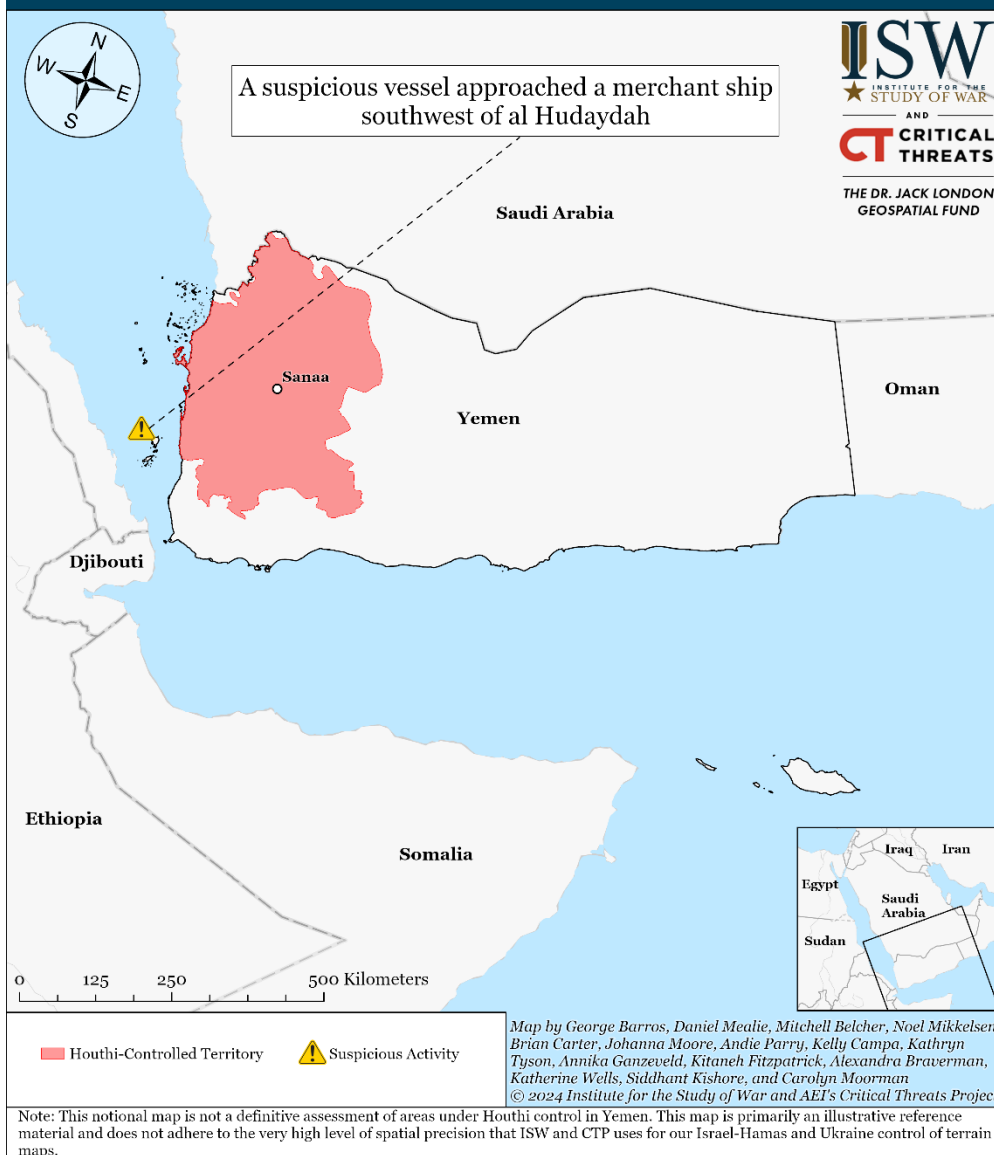 N
W
E
S
A suspicious vessel approached a merchant ship
southwest of al Hudaydah
ISW
INSTITUTE FOR THE
STUDY OF WAR
AND
CT CRITICAL
THREATS
THE DR. JACK LONDON
GEOSPATIAL FUND
Saudi Arabia
Sanaa
Oman
Yemen
Djibouti
Ethiopia
Somalia
Iraq
Iran
Egypt
Saudi
Arabia
Sudan
0 125 250 500 Kilometers
Houthi-Controlled Territory
Suspicious Activity
Map by George Barros, Daniel Mealie, Mitchell Belcher, Noel Mikkelsen,
Brian Carter, Johanna Moore, Andie Parry, Kelly Campa, Kathryn
Tyson, Annika Ganzeveld, Kitaneh Fitzpatrick, Alexandra Braverman,
Katherine Wells, Siddhant Kishore, and Carolyn Moorman
© 2024 Institute for the Study of War and AEI's Critical Threats Project
Note: This notional map is not a definitive assessment of areas under Houthi control in Yemen. This map is primarily an illustrative reference
material and does not adhere to the very high level of spatial precision that ISW and CTP uses for our Israel-Hamas and Ukraine control of terrain
maps.